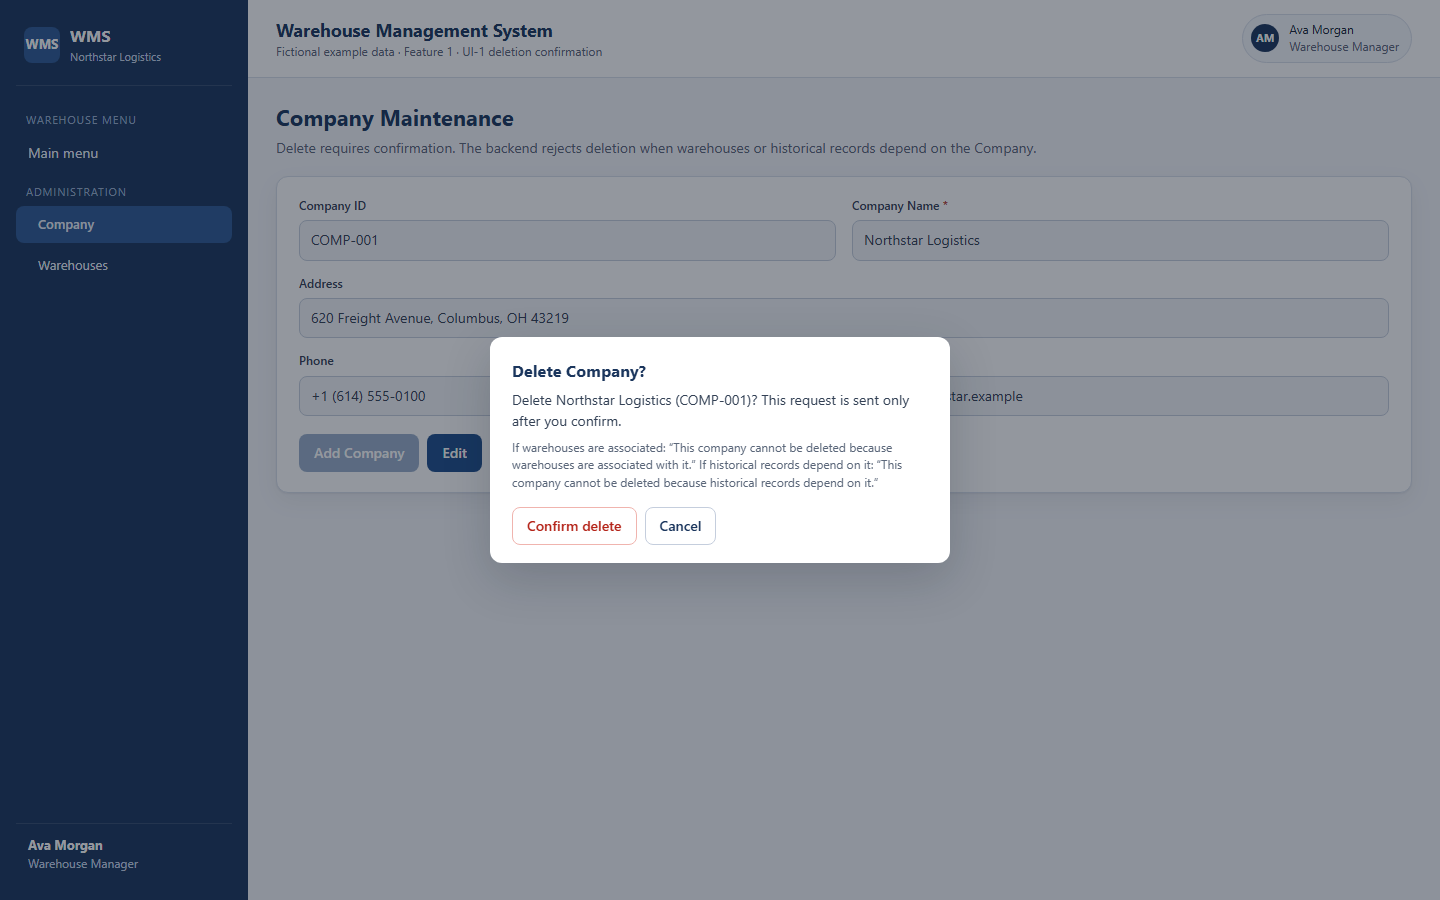 WMS
WMS
Northstar Logistics
WAREHOUSE MENU
Main menu
ADMINISTRATION
Company
Warehouses
Ava Morgan
Warehouse Manager
Warehouse Management System
Fictional example data · Feature 1 · UI-1 deletion confirmation
AM
Ava Morgan
Warehouse Manager
Company Maintenance
Delete requires confirmation. The backend rejects deletion when warehouses or historical records depend on the Company.
Company ID
Company Name *
COMP-001
Northstar Logistics
Address
620 Freight Avenue, Columbus, OH 43219
Phone
+1 (614) 555-0100
star.example
Add Company
Edit
Delete Company?
Delete Northstar Logistics (COMP-001)? This request is sent only
after you confirm.
If warehouses are associated: “This company cannot be deleted because
warehouses are associated with it.” If historical records depend on it: “This
company cannot be deleted because historical records depend on it.”
Confirm delete
Cancel